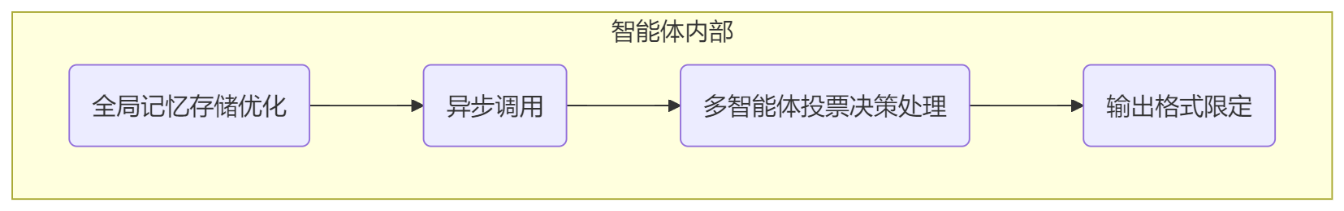 智能体内部
全局记忆存储优化
异步调用
多智能体投票决策处理
输出格式限定